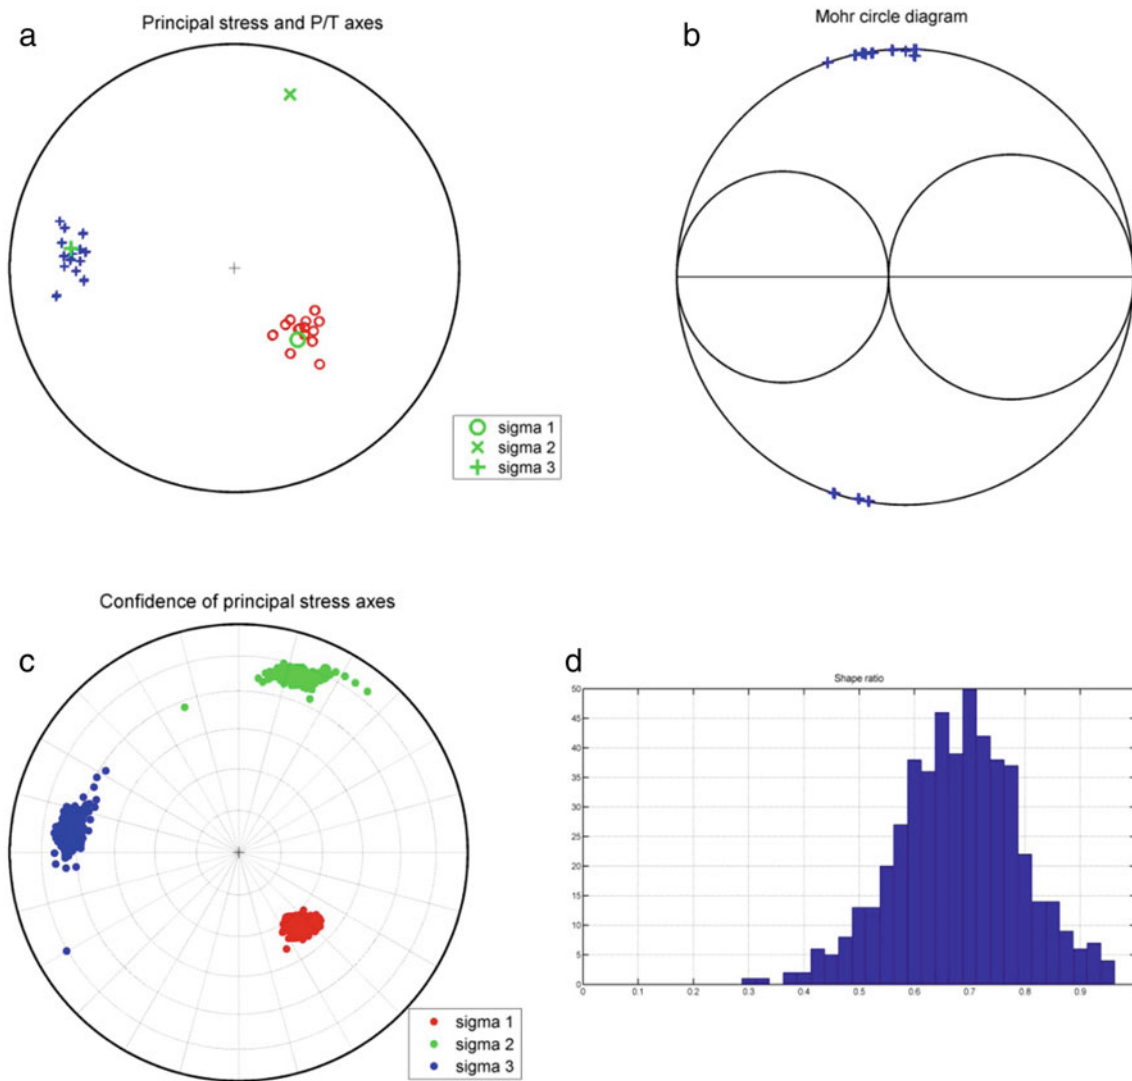 a
Principal stress and P/T axes
sigma 1
sigma 2
sigma 3
b
Mohr circle diagram
c
Confidence of principal stress axes
sigma 1
sigma 2
sigma 3
d
Shape ratio
50
45
40
35
30
25
20
15
10
5
0
0 0.1 0.2 0.3 0.4 0.5 0.6 0.7 0.8 0.9